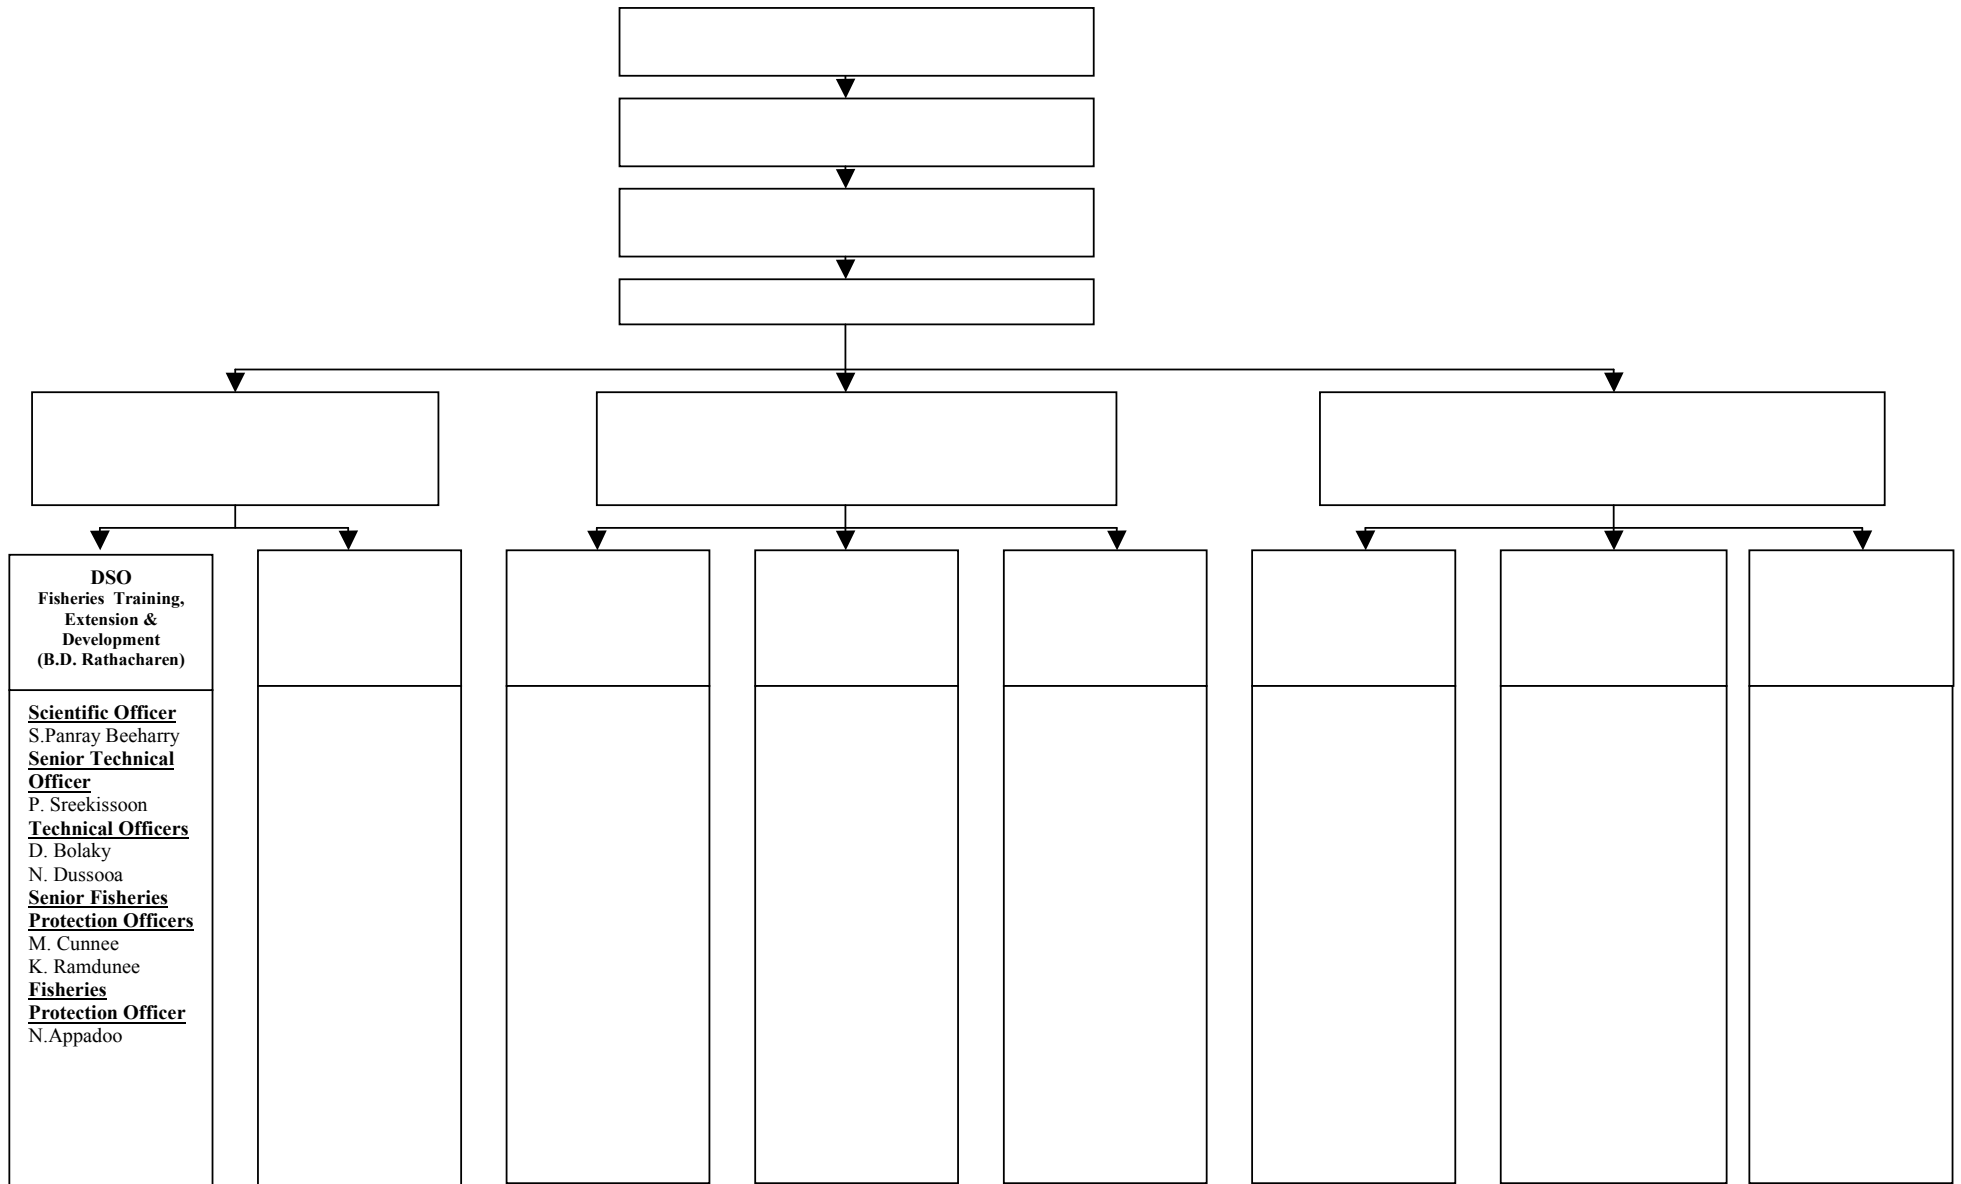 DSO
Fisheries Training,
Extension &
Development
(B.D. Rathacharen)
Scientific Officer
S.Panray Beeharry
Senior Technical
Officer
P. Sreekissoon
Technical Officers
D. Bolaky
N. Dussooa
Senior Fisheries
Protection Officers
M. Cunnee
K. Ramdunee
Fisheries
Protection Officer
N.Appadoo